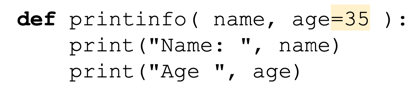 def printinfo( name, age=35 ):
    print("Name: ", name)
    print("Age ", age)